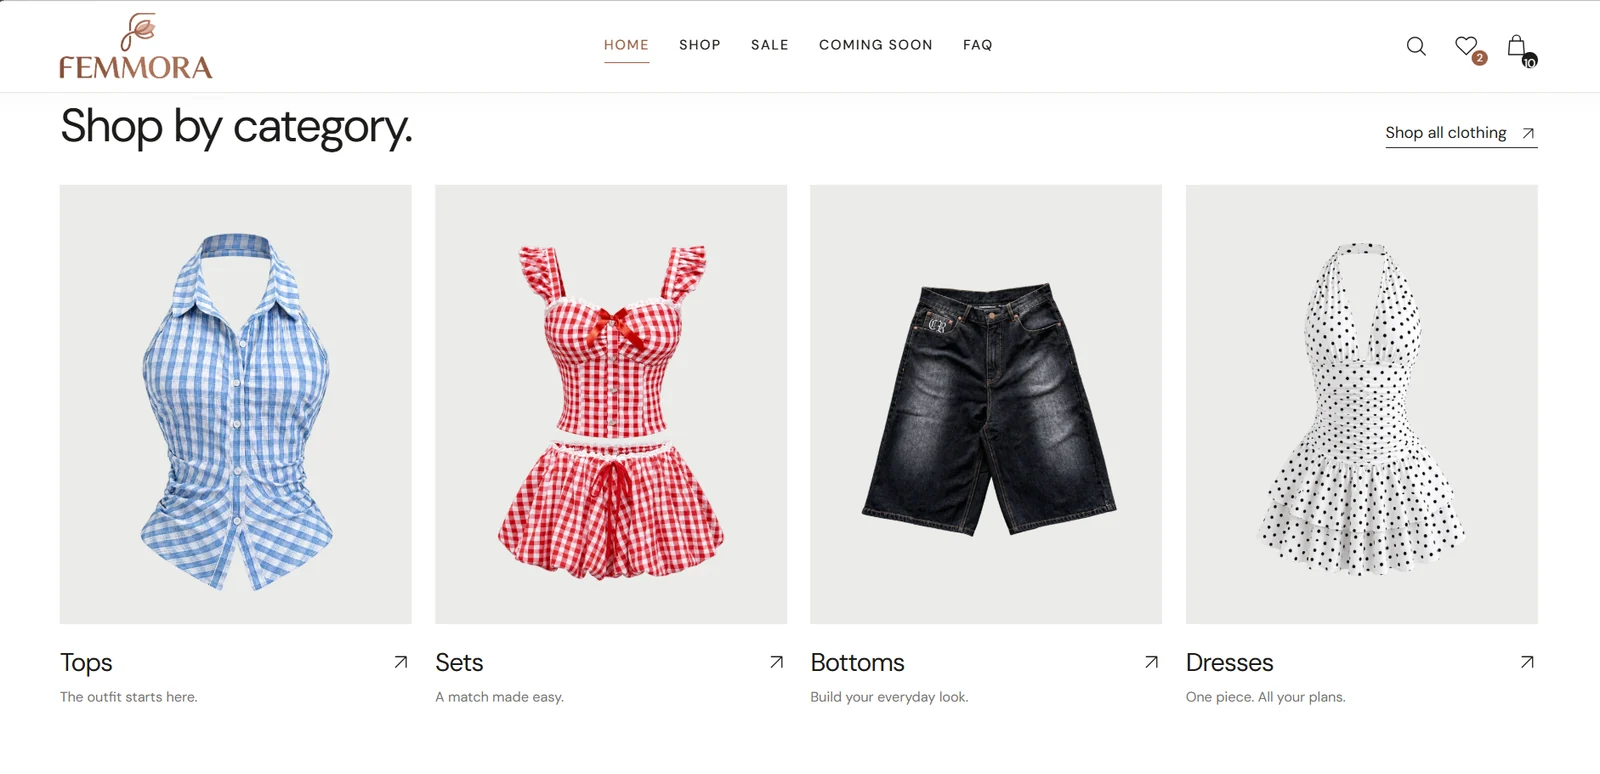 FEMMORA
HOME SHOP SALE COMING SOON FAQ
2
10
Shop by category.
Shop all clothing
CB
Tops
Sets
Bottoms
Dresses
The outfit starts here.
A match made easy.
Build your everyday look.
One piece. All your plans.